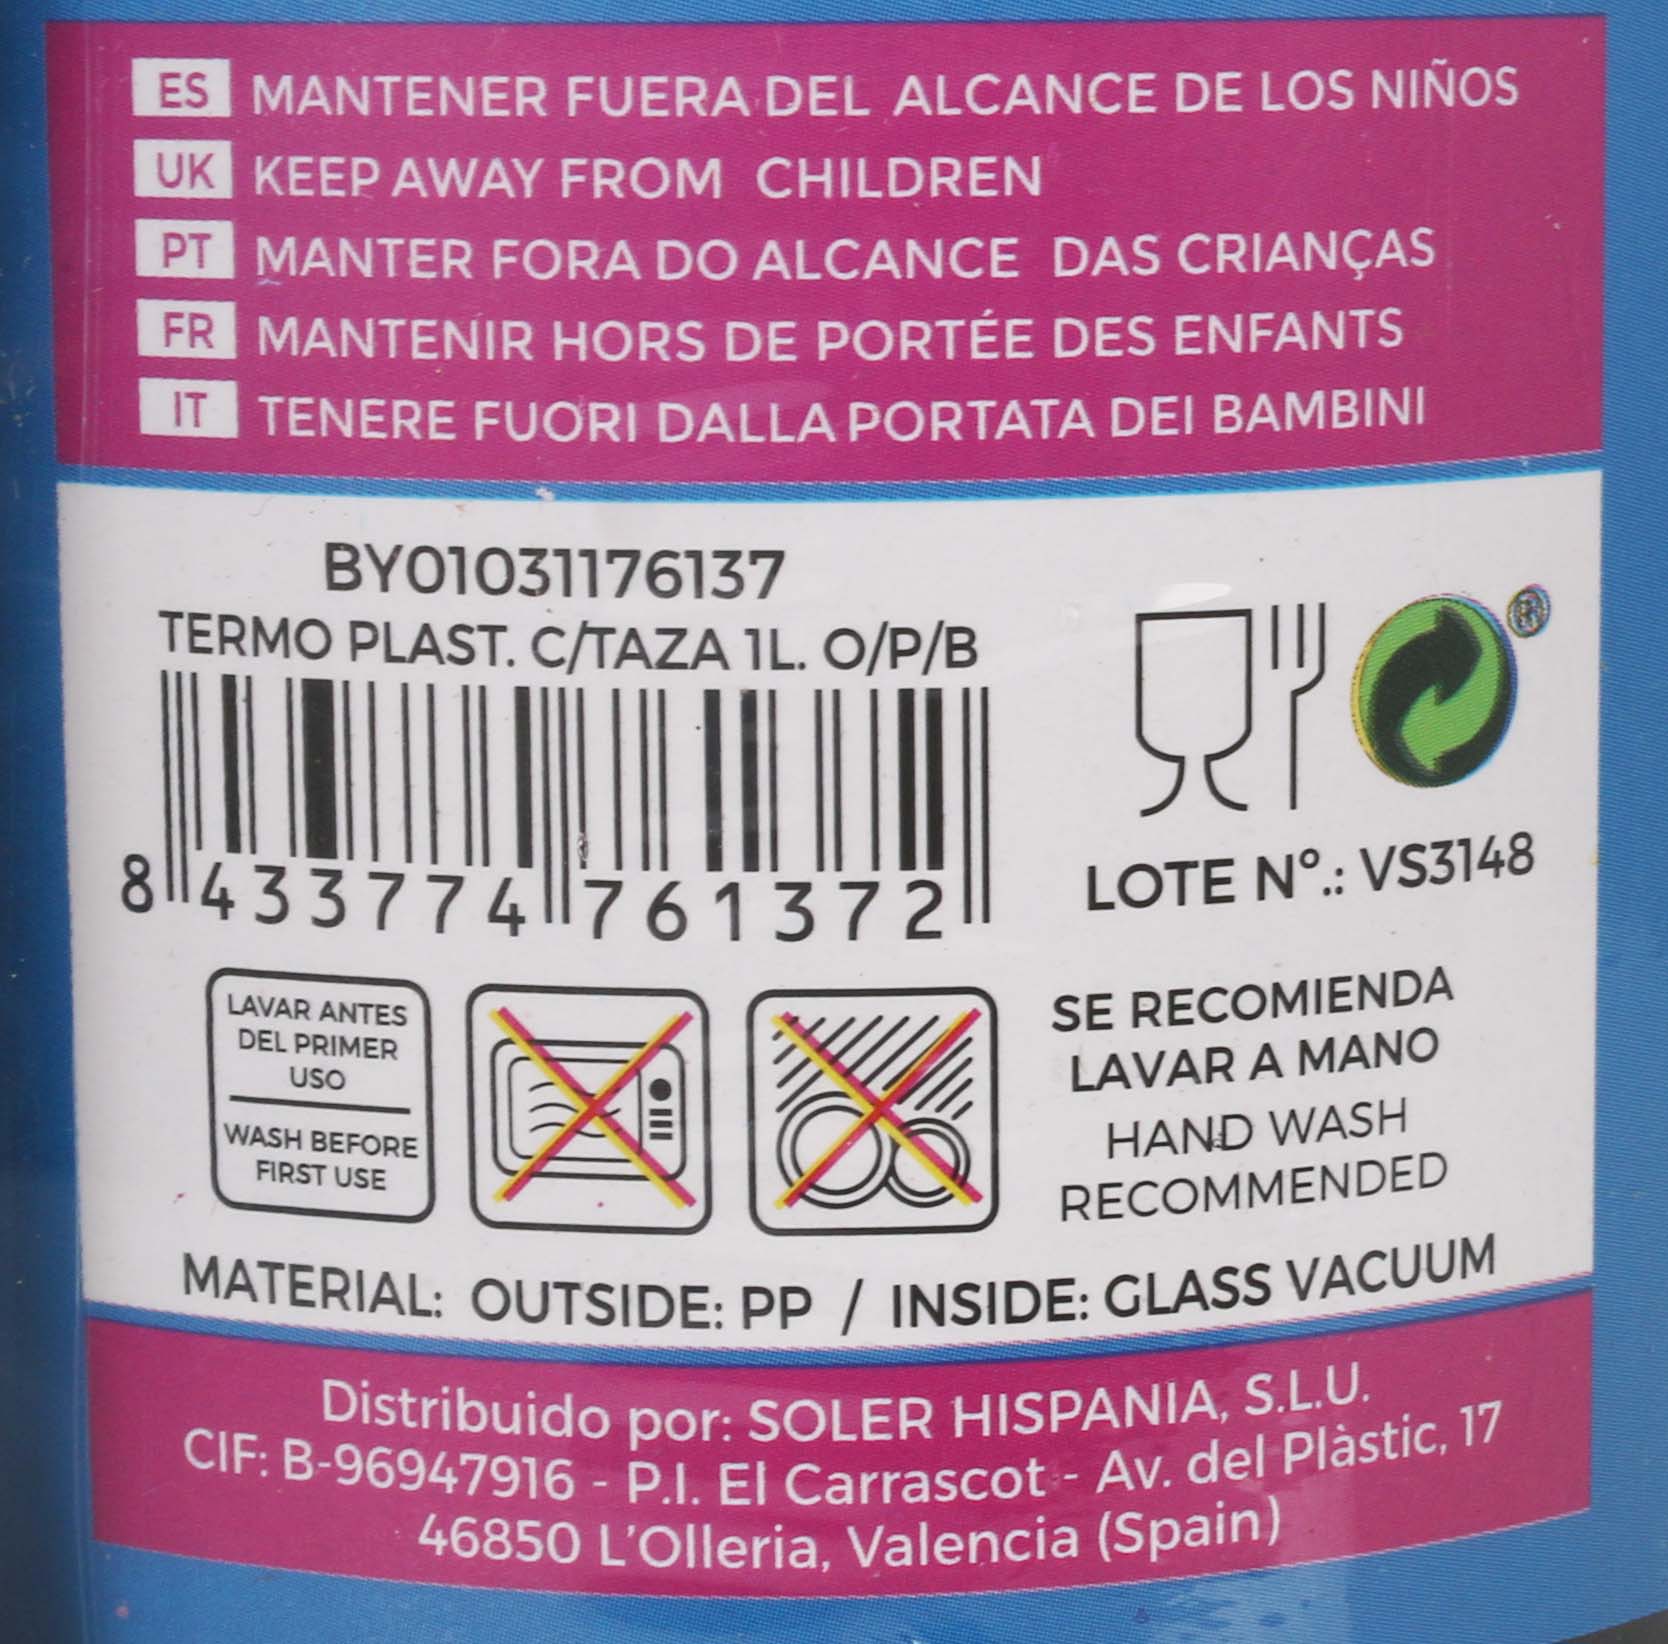 ES MANTENER FUERA DEL ALCANCE DE LOS NIÑOS
UK KEEP AWAY FROM CHILDREN
PT MANTER FORA DO ALCANCE DAS CRIANÇAS
FR MANTENIR HORS DE PORTÉE DES ENFANTS
IT TENERE FUORI DALLA PORTATA DEI BAMBINI
BY01031176137
TERMO PLAST. C/TAZA 1L. O/P/B
8 433774 761372
®
LOTE Nº.: VS3148
LAVAR ANTES
DEL PRIMER
USO
WASH BEFORE
FIRST USE
SE RECOMIENDA
LAVAR A MANO
HAND WASH
RECOMMENDED
MATERIAL: OUTSIDE: PP / INSIDE: GLASS VACUUM
Distribuido por: SOLER HISPANIA, S.L.U.
CIF: B-96947916 - P.I. El Carrascot - Av. del Plàstic, 17
46850 L'Olleria, Valencia (Spain)